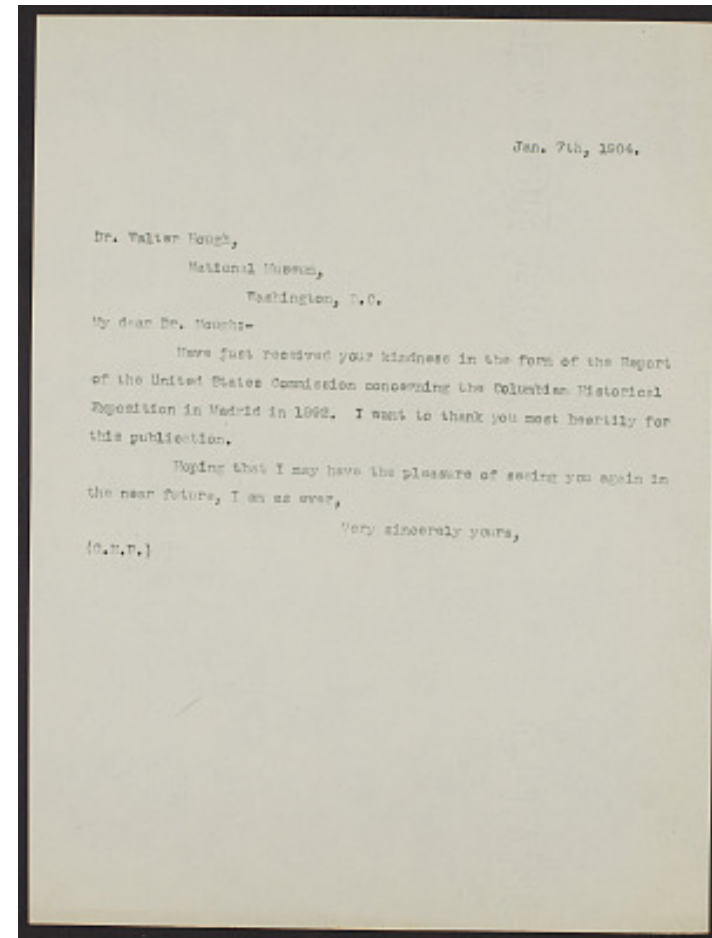 Jan. 7th, 1904.
Dr. Walter Hough,
National Museum,
Washington, D.C.
My dear Dr. Hough:-
Have just received your kindness in the form of the Report
of the United States Commission concerning the Columbian Historical
Exposition in Madrid in 1892. I want to thank you most heartily for
this publication.
Hoping that I may have the pleasure of seeing you again in
the near future, I am as ever,
Very sincerely yours,